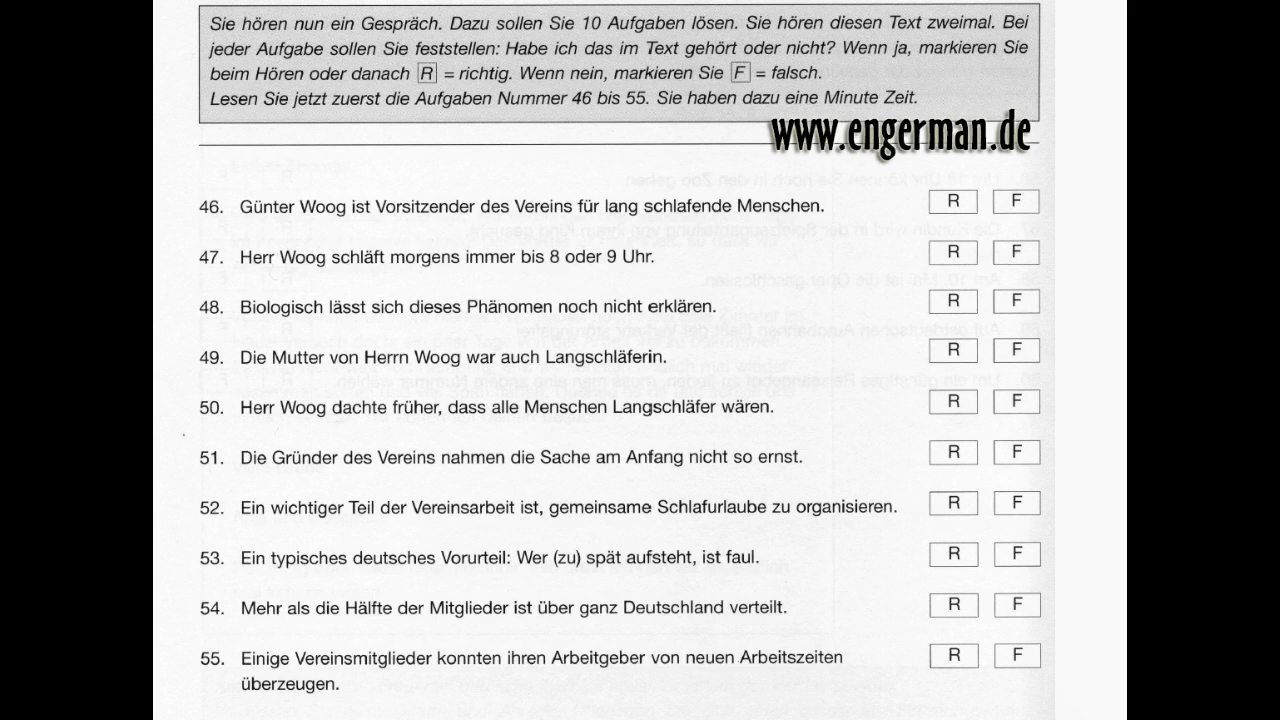 Sie hören nun ein Gespräch. Dazu sollen Sie 10 Aufgaben lösen. Sie hören diesen Text zweimal. Bei
jeder Aufgabe sollen Sie feststellen: Habe ich das im Text gehört oder nicht? Wenn ja, markieren Sie
beim Hören oder danach R = richtig. Wenn nein, markieren Sie F = falsch.
Lesen Sie jetzt zuerst die Aufgaben Nummer 46 bis 55. Sie haben dazu eine Minute Zeit.
www.engerman.de
46. Günter Woog ist Vorsitzender des Vereins für lang schlafende Menschen. R F
47. Herr Woog schläft morgens immer bis 8 oder 9 Uhr. R F
48. Biologisch lässt sich dieses Phänomen noch nicht erklären. R F
49. Die Mutter von Herrn Woog war auch Langschläferin. R F
50. Herr Woog dachte früher, dass alle Menschen Langschläfer wären. R F
51. Die Gründer des Vereins nahmen die Sache am Anfang nicht so ernst. R F
52. Ein wichtiger Teil der Vereinsarbeit ist, gemeinsame Schlafurlaube zu organisieren. R F
53. Ein typisches deutsches Vorurteil: Wer (zu) spät aufsteht, ist faul. R F
54. Mehr als die Hälfte der Mitglieder ist über ganz Deutschland verteilt. R F
55. Einige Vereinsmitglieder konnten ihren Arbeitgeber von neuen Arbeitszeiten R F
überzeugen.